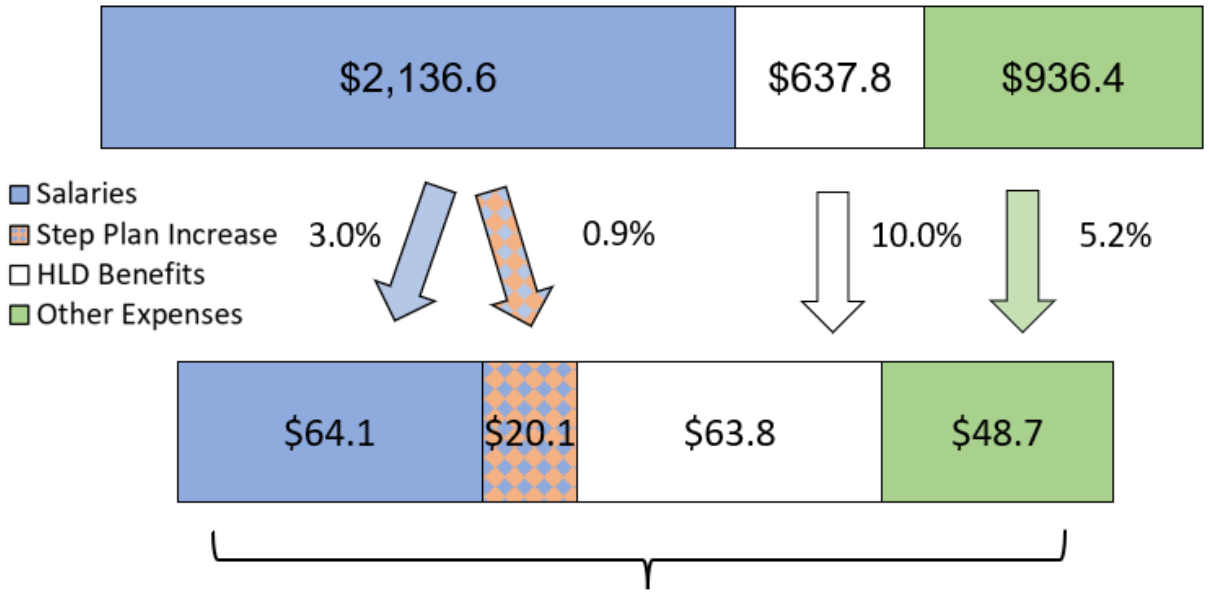 $2,136.6 $637.8 $936.4
Salaries
Step Plan Increase 3.0% 0.9% 10.0% 5.2%
HLD Benefits
Other Expenses
$64.1 $20.1 $63.8 $48.7